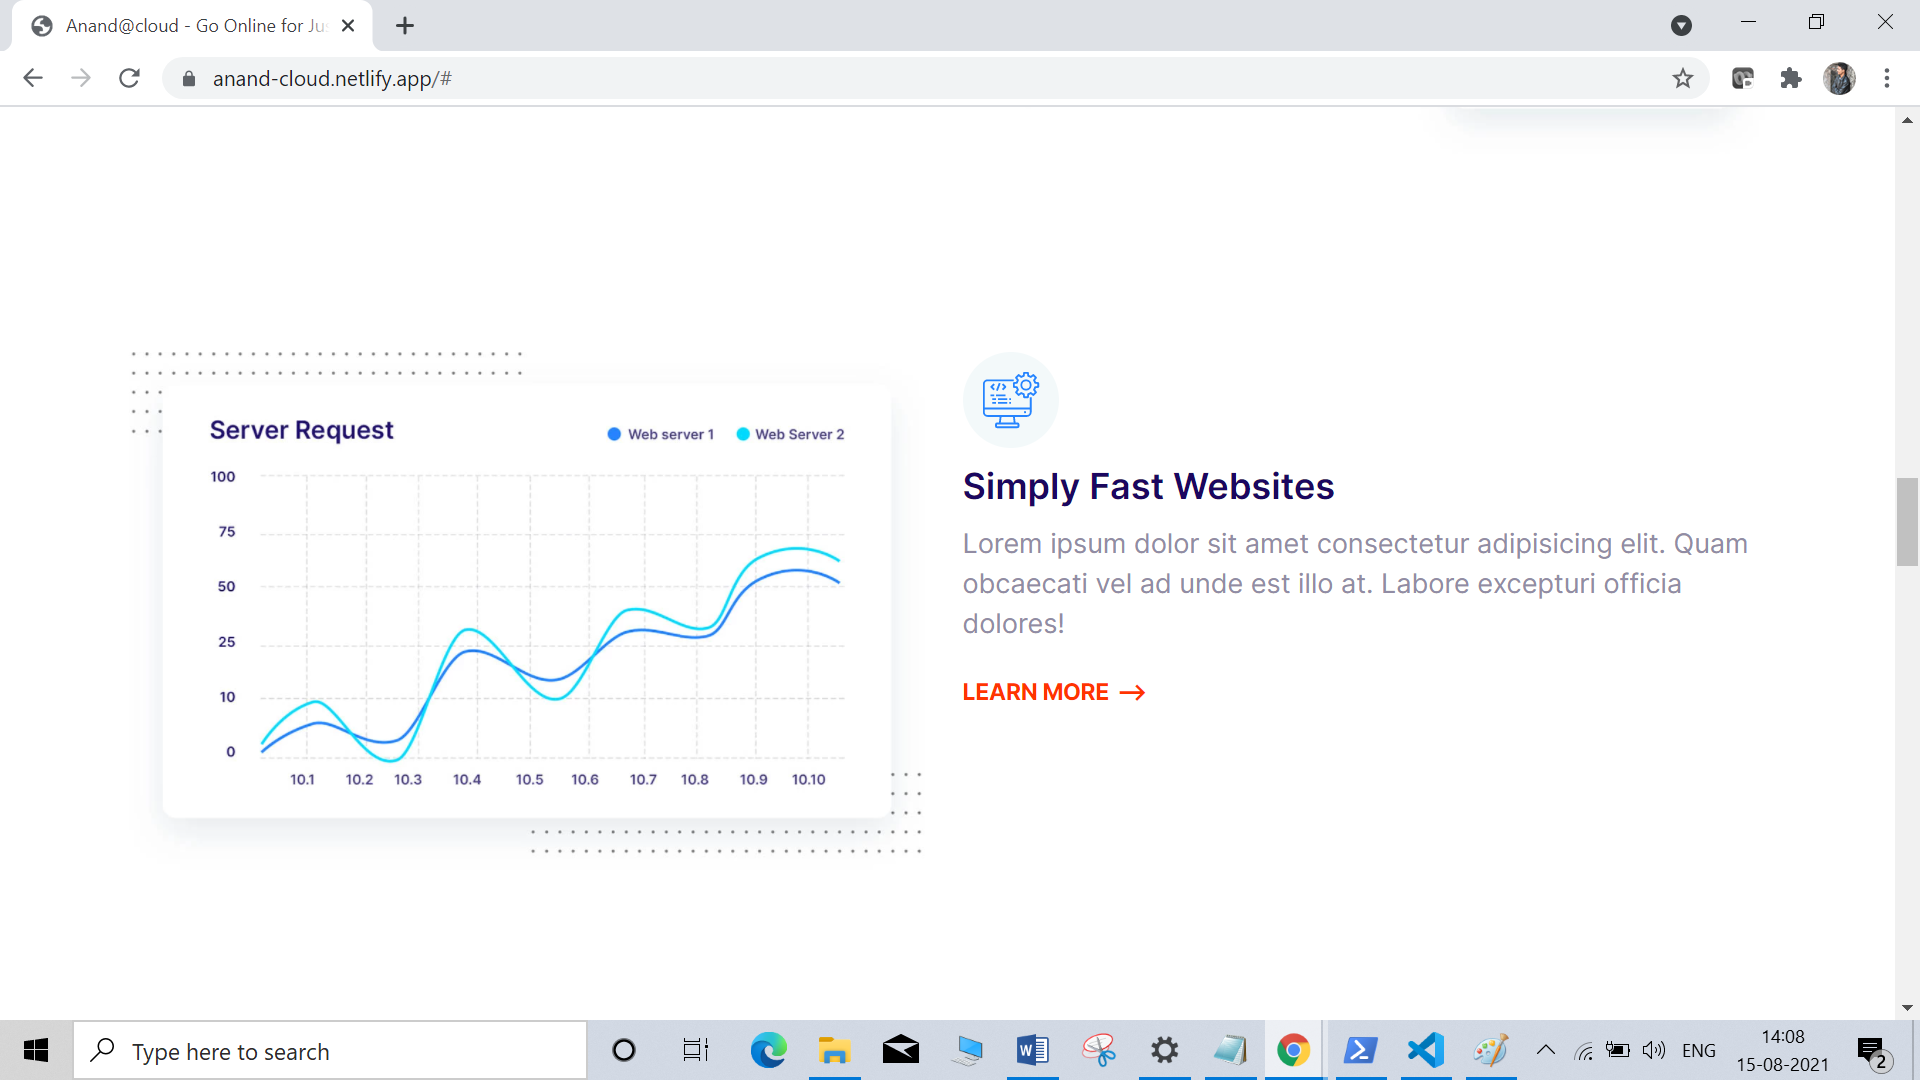 Anand@cloud - Go Online for Ju
anand-cloud.netlify.app/#
Server Request
Web server 1
Web Server 2
100
75
50
25
10
0
10.1 10.2 10.3 10.4 10.5 10.6 10.7 10.8 10.9 10.10
Simply Fast Websites
Lorem ipsum dolor sit amet consectetur adipisicing elit. Quam
obcaecati vel ad unde est illo at. Labore excepturi officia
dolores!
LEARN MORE →
Type here to search
ENG
14:08
15-08-2021
2